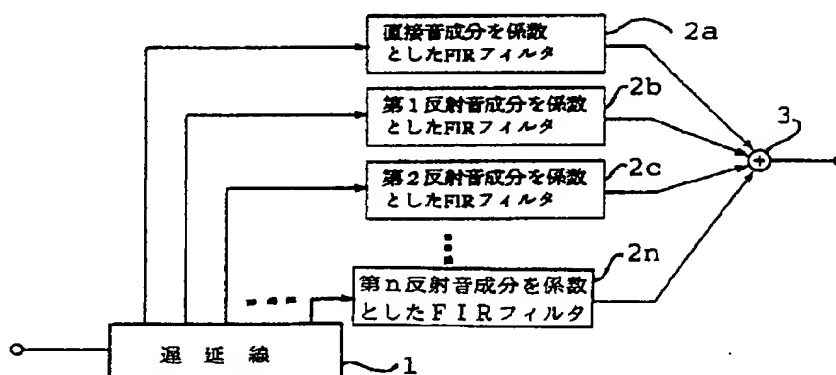 直接音成分を係数
としたFIRフィルタ
2a
第1反射音成分を係数
としたFIRフィルタ
2b
3
第2反射音成分を係数
としたFIRフィルタ
2c
第n反射音成分を係数
としたFIRフィルタ
2n
遅延線
1